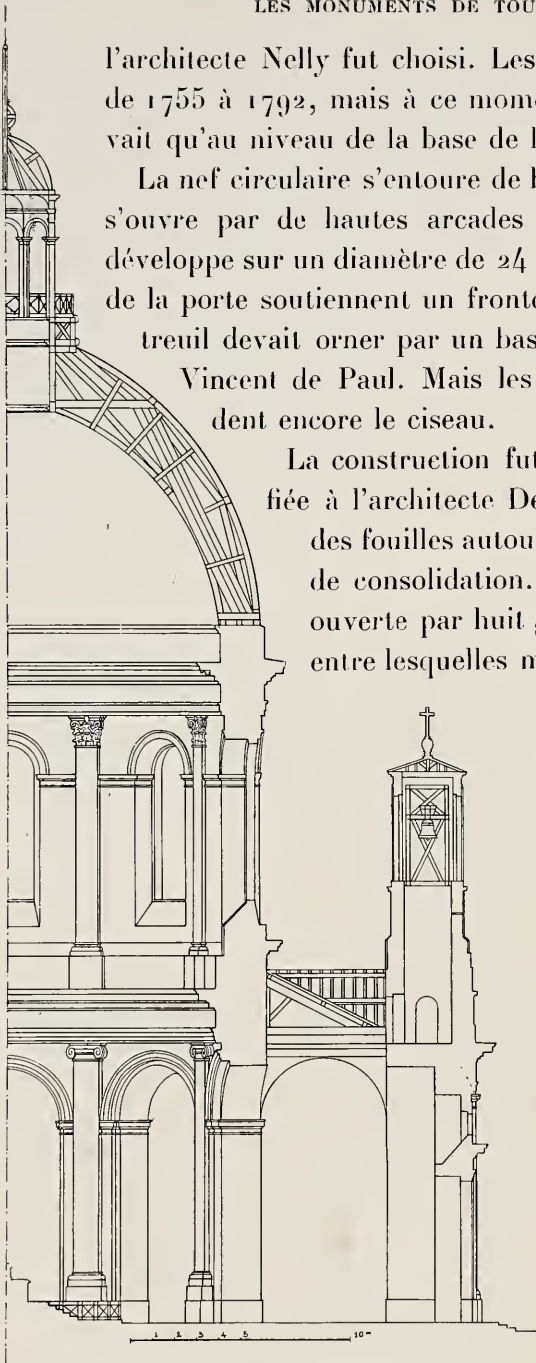 LES MONUMENTS DE TOU
l'architecte Nelly fut choisi. Les
de 1755 à 1792, mais à ce mome
vait qu'au niveau de la base de l
La nef circulaire s'entoure de b
s'ouvre par de hautes arcades
développe sur un diamètre de 24
de la porte soutiennent un fronto
treuil devait orner par un bas
Vincent de Paul. Mais les
dent encore le ciseau.
La construction fut
fiée à l'architecte De
des fouilles autou
de consolidation.
ouverte par huit
entre lesquelles n
1 2 3 4 5 10 m